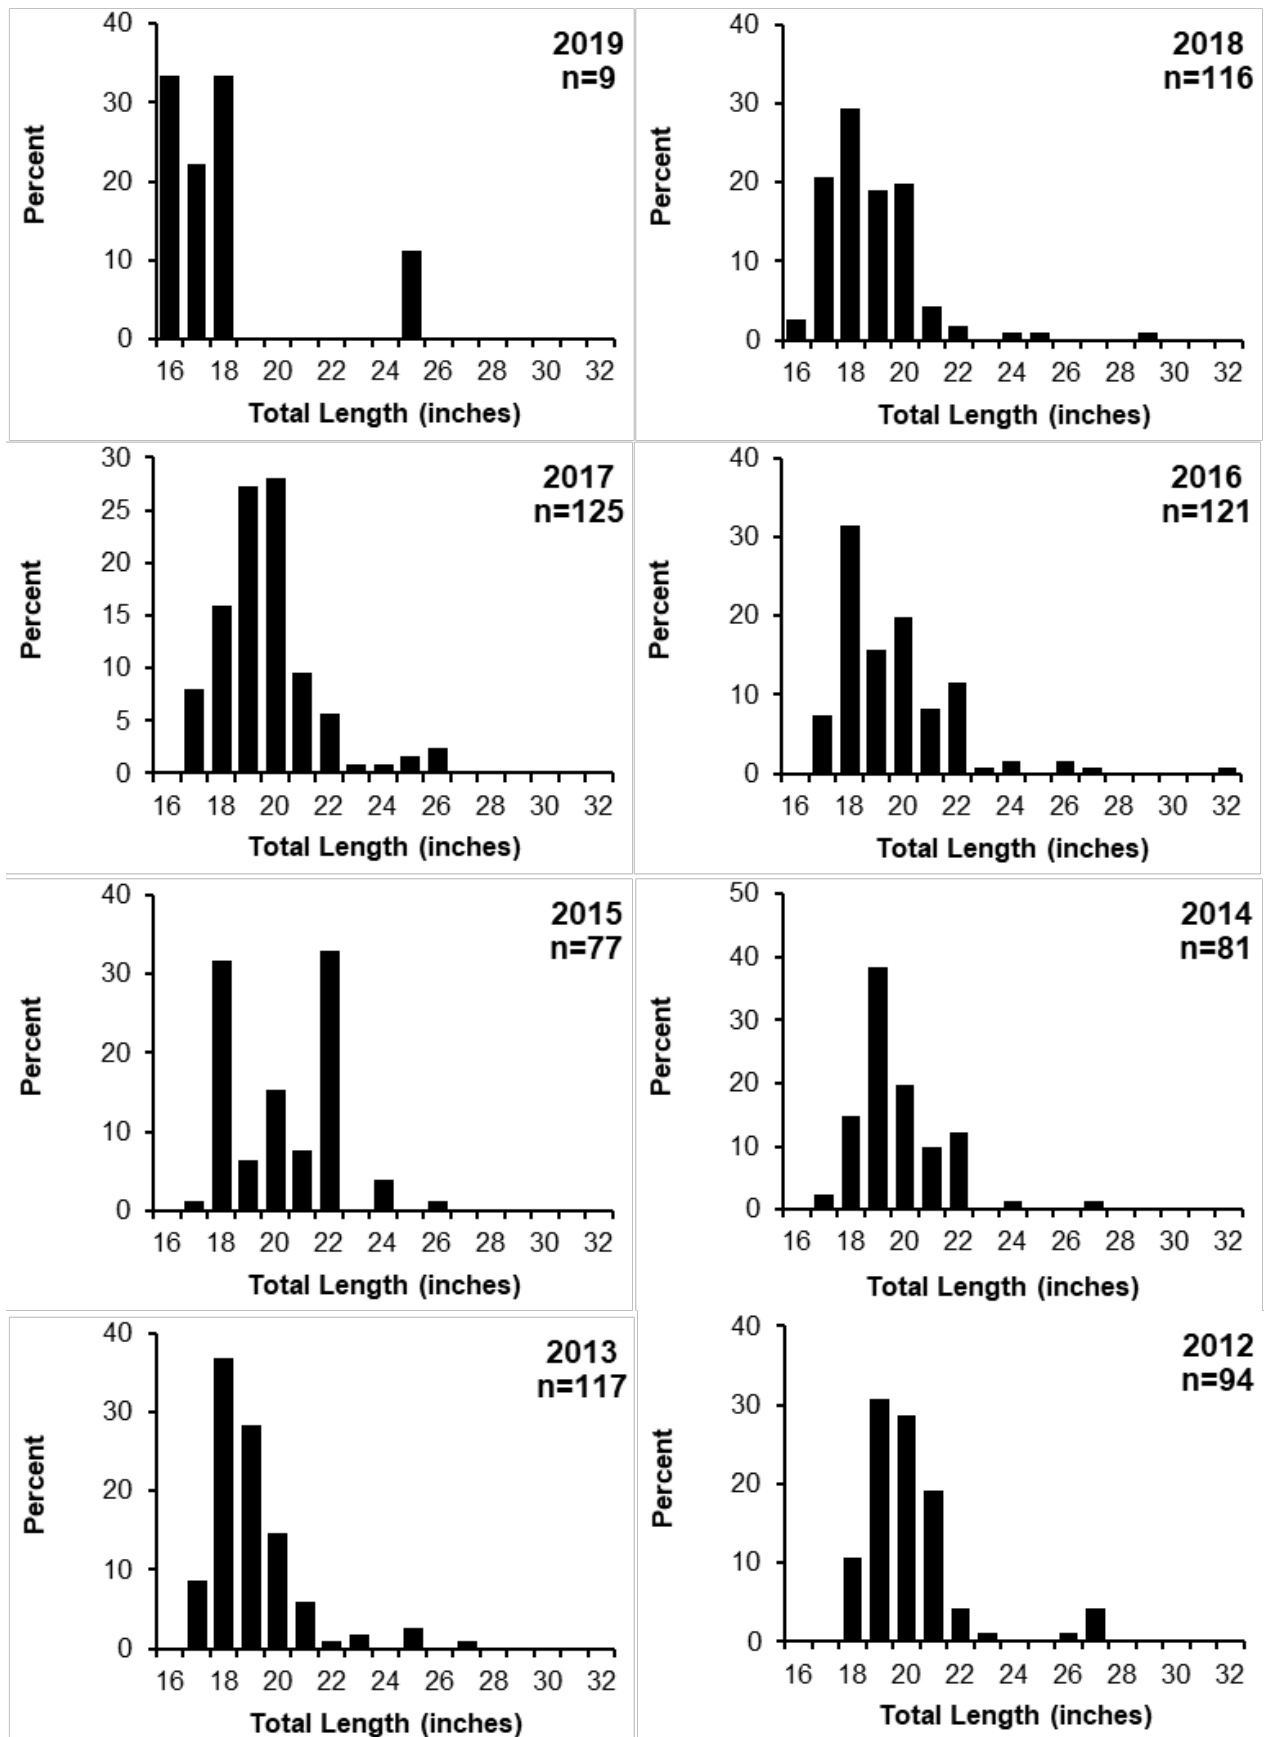 2019
n=9
Percent
40
30
20
10
0
16 18 20 22 24 26 28 30 32
Total Length (inches)
2018
n=116
Percent
40
30
20
10
0
16 18 20 22 24 26 28 30 32
Total Length (inches)
2017
n=125
Percent
30
25
20
15
10
5
0
16 18 20 22 24 26 28 30 32
Total Length (inches)
2016
n=121
Percent
40
30
20
10
0
16 18 20 22 24 26 28 30 32
Total Length (inches)
2015
n=77
Percent
40
30
20
10
0
16 18 20 22 24 26 28 30 32
Total Length (inches)
2014
n=81
Percent
50
40
30
20
10
0
16 18 20 22 24 26 28 30 32
Total Length (inches)
2013
n=117
Percent
40
30
20
10
0
16 18 20 22 24 26 28 30 32
Total Length (inches)
2012
n=94
Percent
40
30
20
10
0
16 18 20 22 24 26 28 30 32
Total Length (inches)